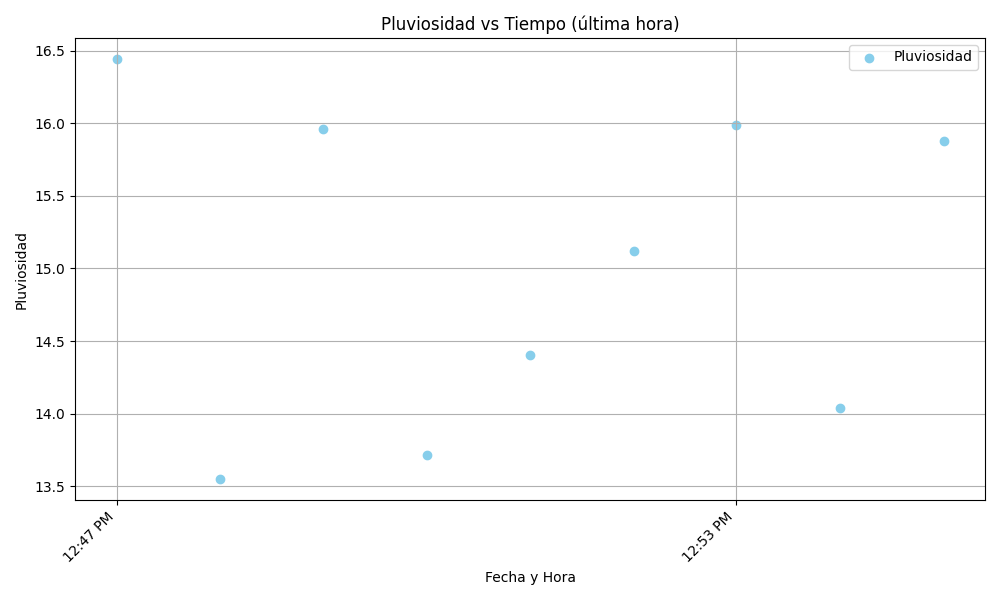 Pluviosidad vs Tiempo (última hora)
Pluviosidad
16.5
16.0
15.5
15.0
14.5
14.0
13.5
Pluviosidad
12:47 PM
12:53 PM
Fecha y Hora